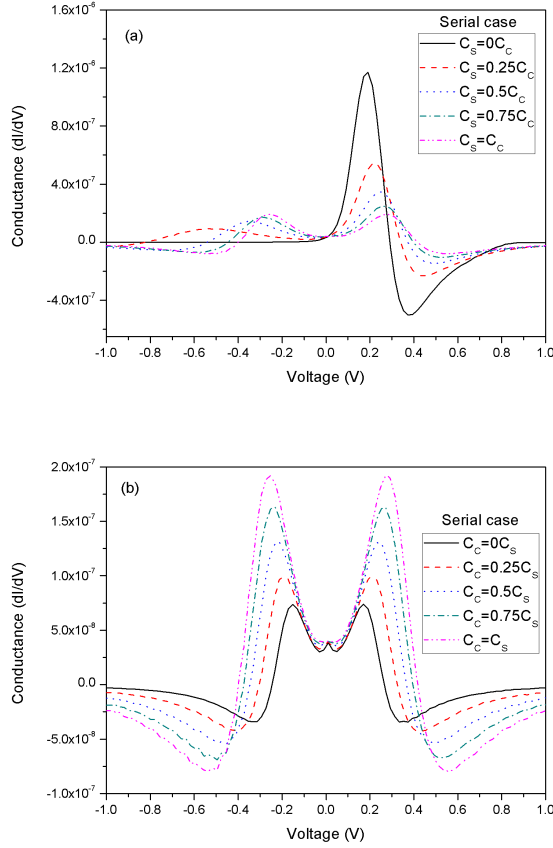 (a)
Serial case
C_S=0C_C
C_S=0.25C_C
C_S=0.5C_C
C_S=0.75C_C
C_S=C_C
Conductance (dI/dV)
1.6x10^-6
1.2x10^-6
8.0x10^-7
4.0x10^-7
0.0
-4.0x10^-7
-1.0 -0.8 -0.6 -0.4 -0.2 0.0 0.2 0.4 0.6 0.8 1.0
Voltage (V)
(b)
Serial case
C_C=0C_S
C_C=0.25C_S
C_C=0.5C_S
C_C=0.75C_S
C_C=C_S
Conductance (dI/dV)
2.0x10^-7
1.5x10^-7
1.0x10^-7
5.0x10^-8
0.0
-5.0x10^-8
-1.0x10^-7
-1.0 -0.8 -0.6 -0.4 -0.2 0.0 0.2 0.4 0.6 0.8 1.0
Voltage (V)